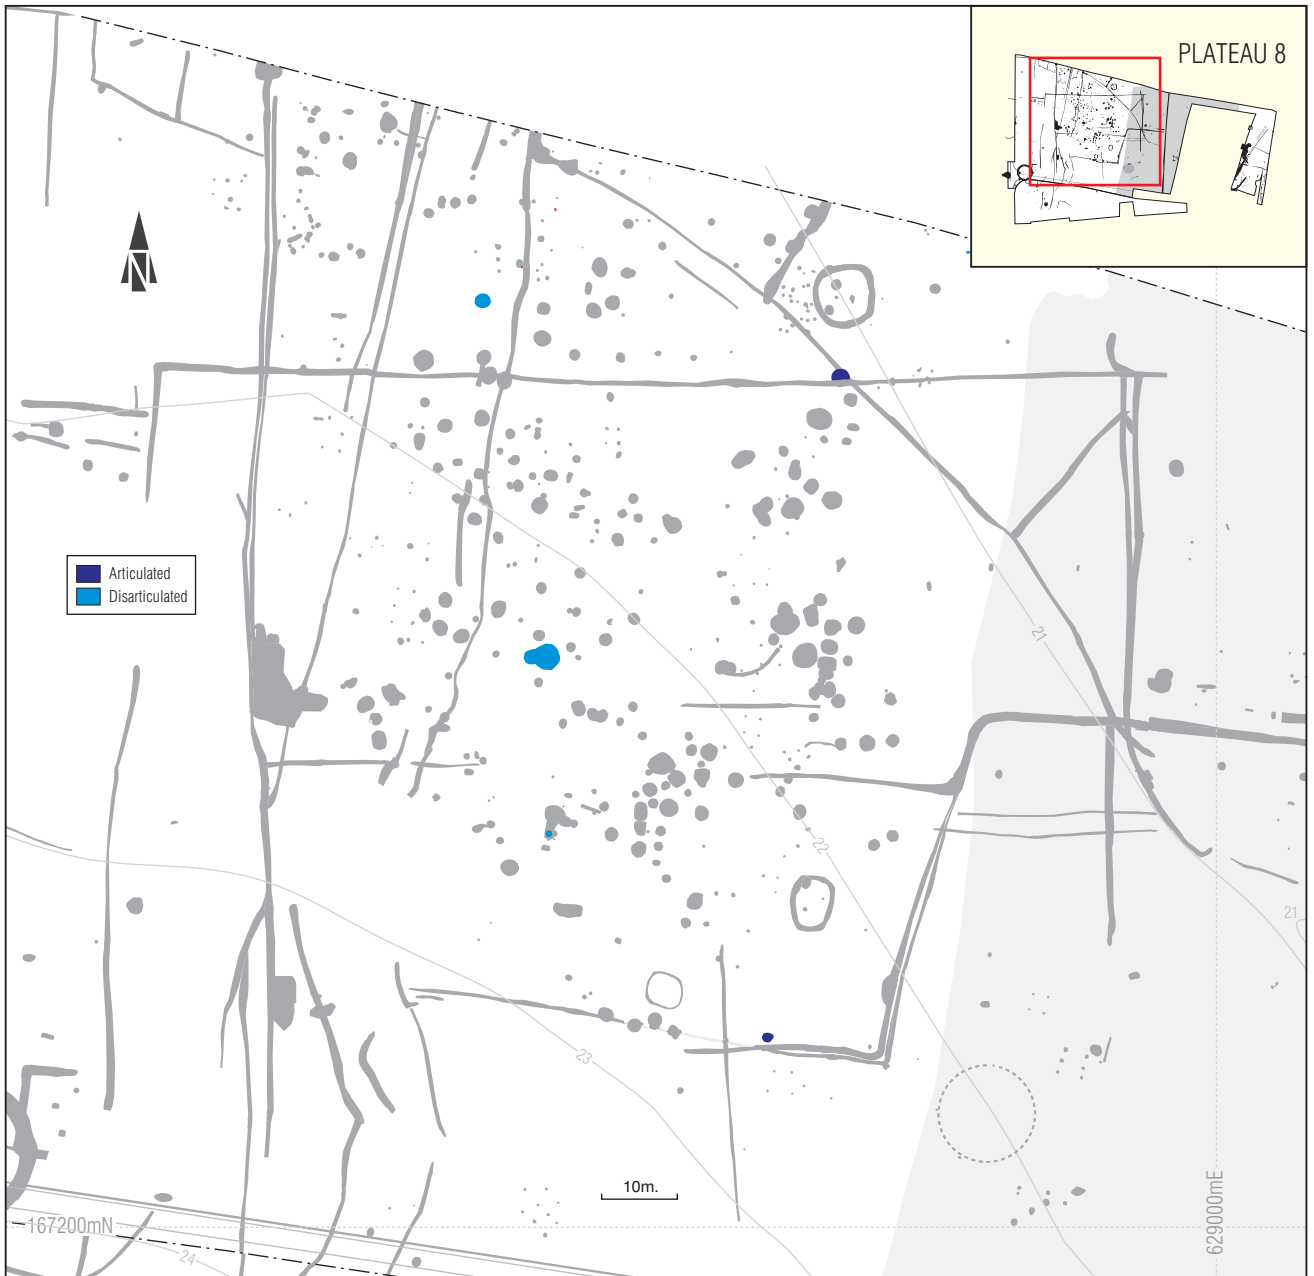 PLATEAU 8
N
Articulated
Disarticulated
21
22
21
23
10m.
629000mE
167200mN
24